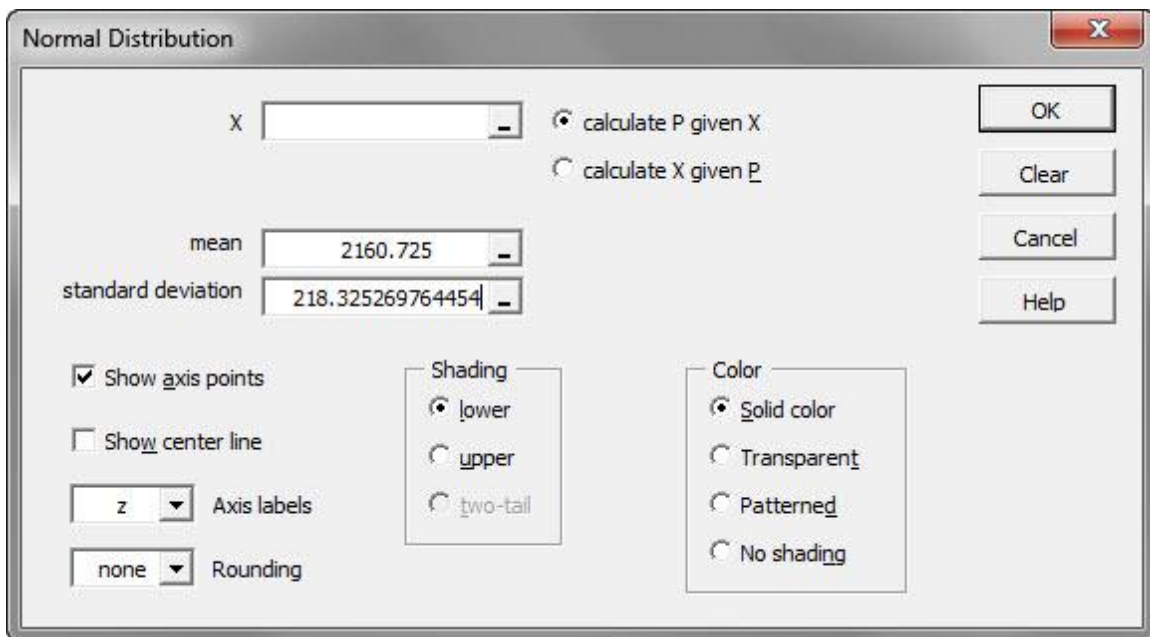 Normal Distribution
X
calculate P given X
OK
calculate X given P
Clear
mean 2160.725
Cancel
standard deviation 218.325269764454
Help
Show axis points
Show center line
z Axis labels
none Rounding
Shading
lower
upper
two-tail
Color
Solid color
Transparent
Patterned
No shading